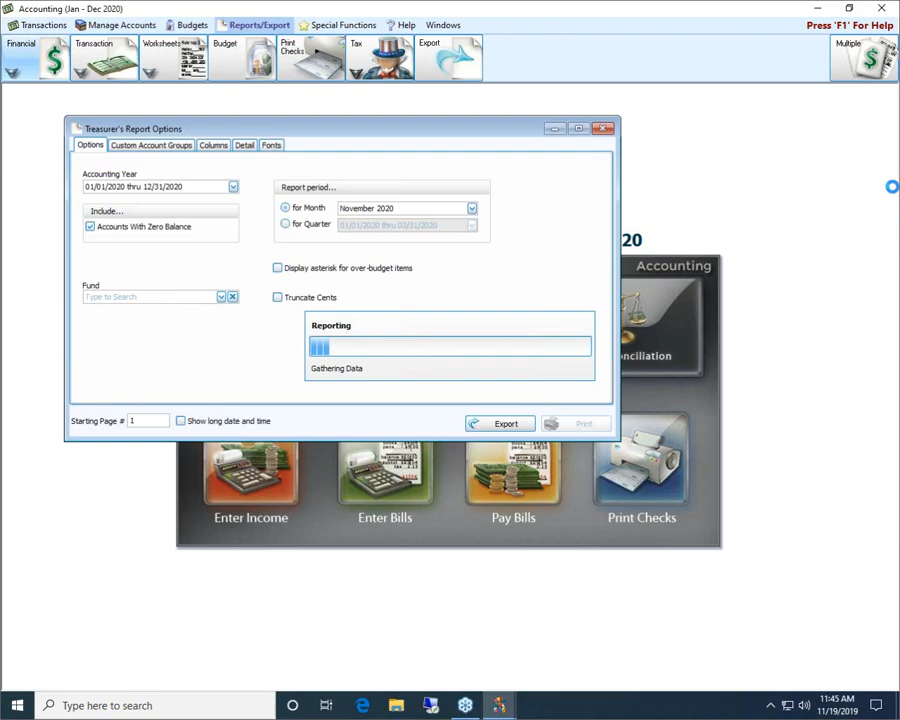 Accounting (Jan - Dec 2020)
Transactions Manage Accounts Budgets Reports/Export Special Functions Help Windows Press 'F1' For Help
Financial Transaction Worksheets Budget Print Checks Tax Export Multiple
Treasurer's Report Options
Options Custom Account Groups Columns Detail Fonts
Accounting Year
01/01/2020 thru 12/31/2020
Include...
Accounts With Zero Balance
Report period...
for Month November 2020
for Quarter 01/01/2020 thru 03/31/2020
Display asterisk for over-budget items
Fund
Type to Search
Truncate Cents
Reporting
Gathering Data
Starting Page # 1 Show long date and time Export Print
20
Accounting
nciliation
Enter Income Enter Bills Pay Bills Print Checks
Type here to search
11:45 AM
11/19/2019